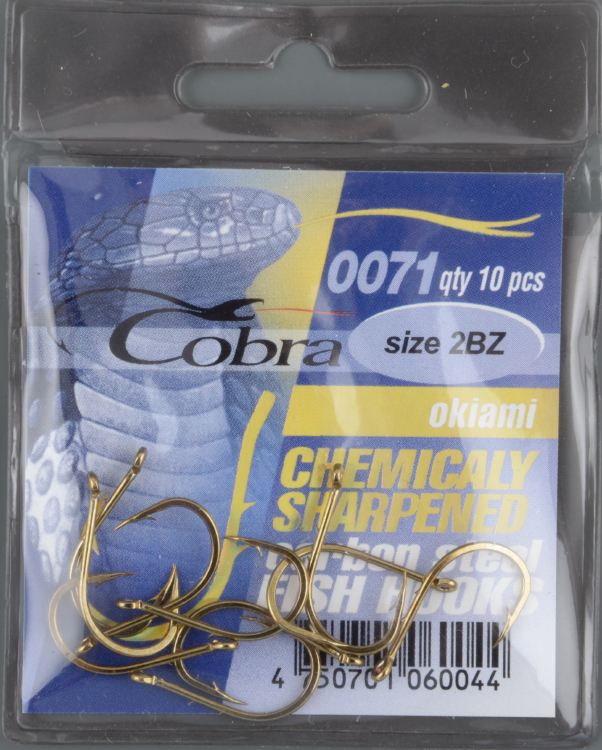 0071 qty 10 pcs
Cobra
size 2BZ
okiami
CHEMICALY
SHARPENED
carbon steel
FISH HOOKS
4 750701 060044